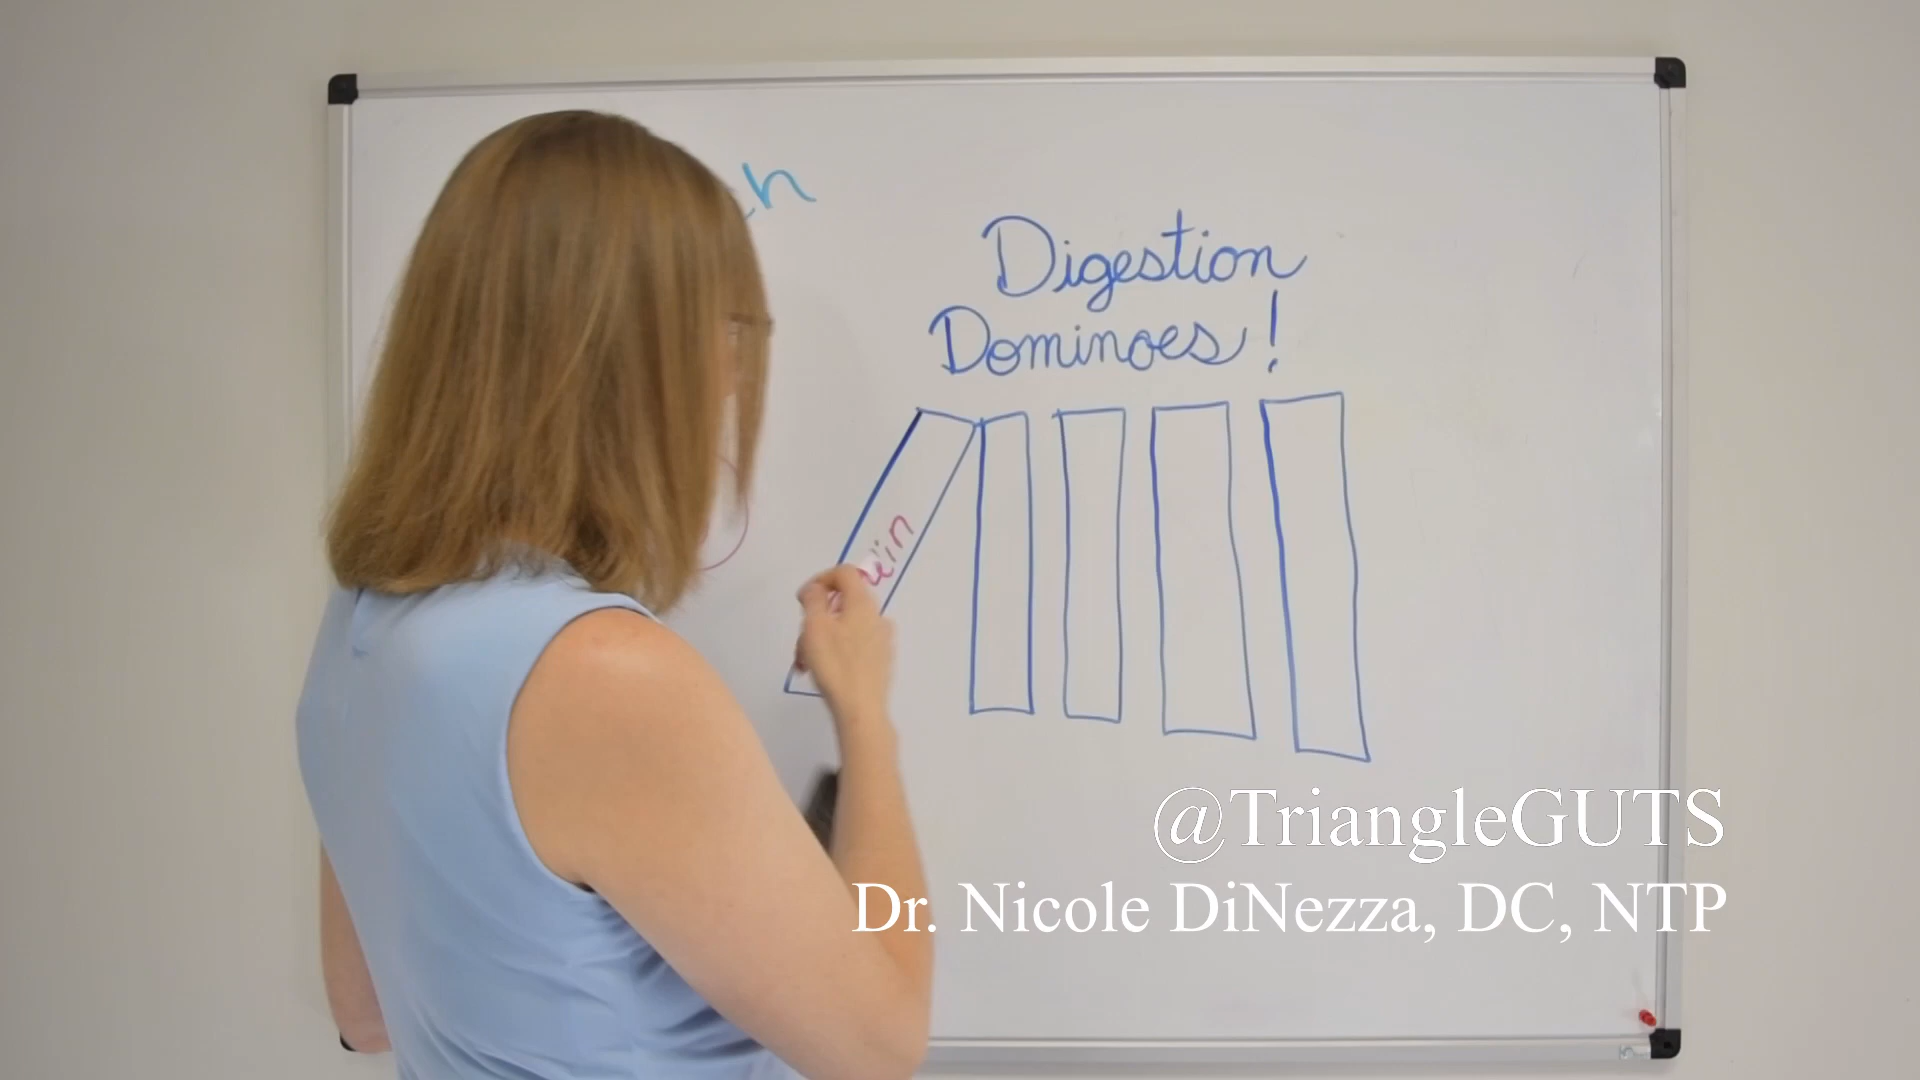 Digestion
Dominoes!
@TriangleGUTS
Dr. Nicole DiNezza, DC, NTP